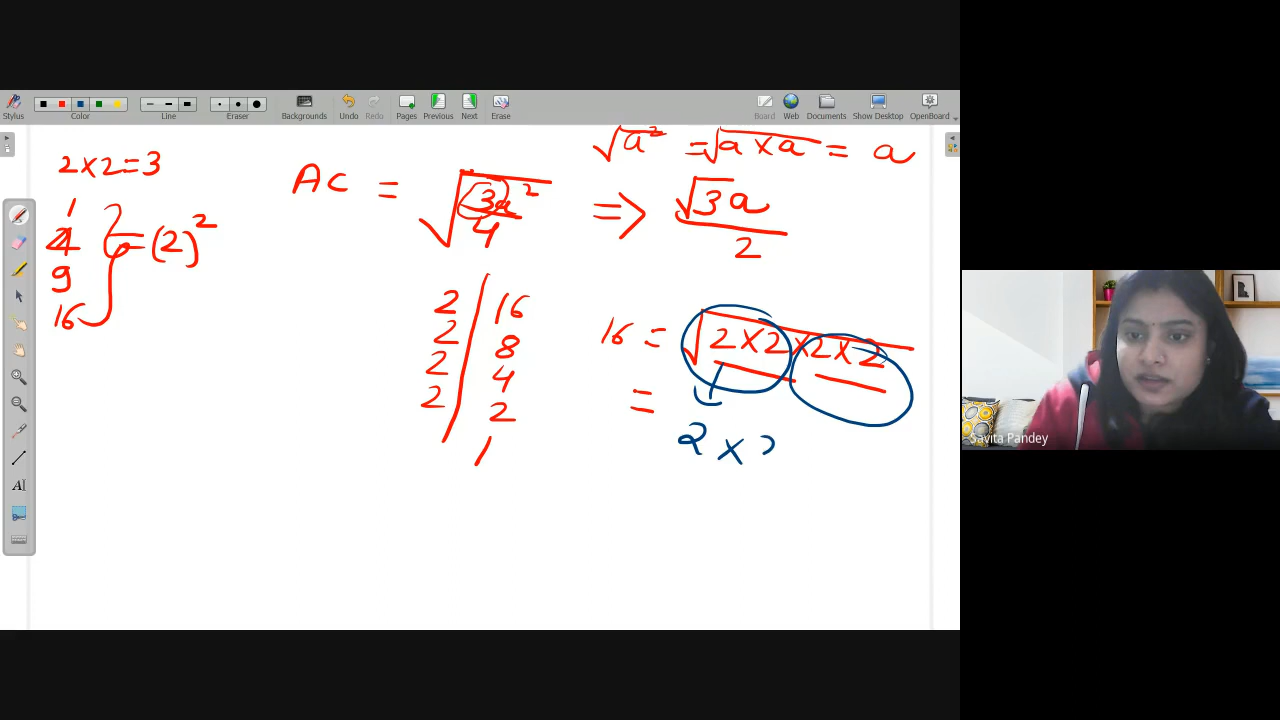 Stylus
Color
Line
Eraser
Backgrounds
Undo
Redo
Pages
Previous
Next
Erase
Board
Web
Documents
Show Desktop
OpenBoard
√a² = √a × a = a
2 × 2 = 3
AC = √3a²/4 ⇒ √3a/2
1
4 = (2)²
9
16
2 | 16
2 | 8
2 | 4
2 | 2
1
16 = √2 × 2 × 2 × 2
=
2 ×
Savita Pandey